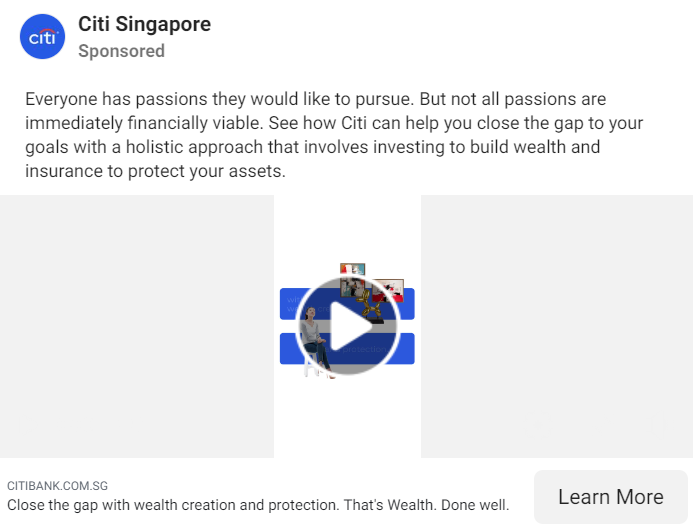 citi
Citi Singapore
Sponsored
Everyone has passions they would like to pursue. But not all passions are
immediately financially viable. See how Citi can help you close the gap to your
goals with a holistic approach that involves investing to build wealth and
insurance to protect your assets.
protection
CITIBANK.COM.SG
Close the gap with wealth creation and protection. That's Wealth. Done well.
Learn More